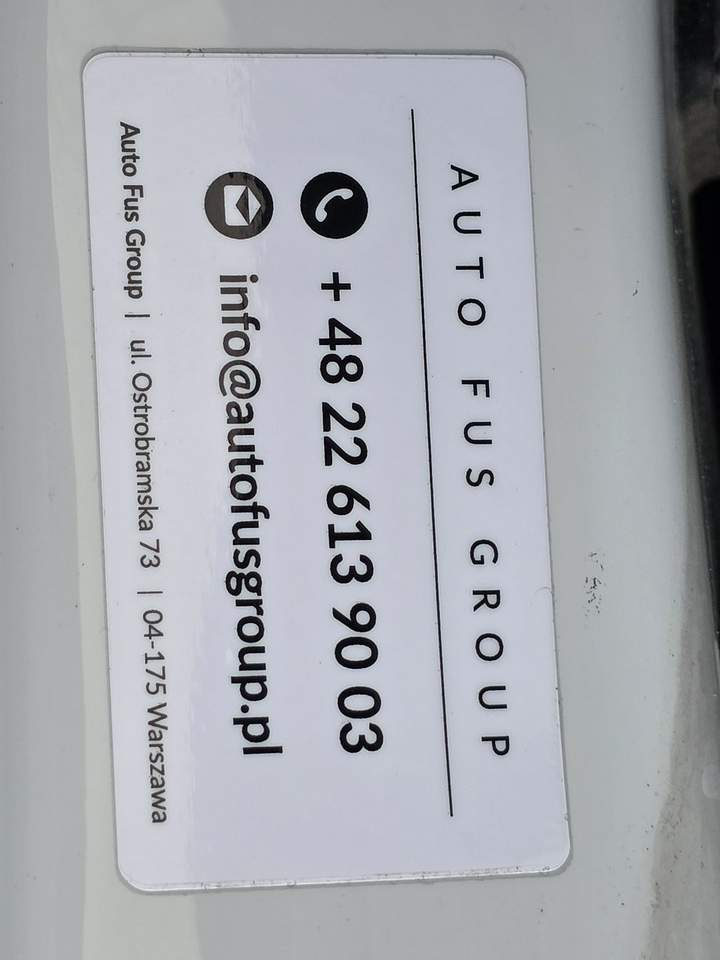 AUTO FUS GROUP
+ 48 22 613 90 03
info@autofusgroup.pl
Auto Fus Group | ul. Ostrobramska 73 | 04-175 Warszawa